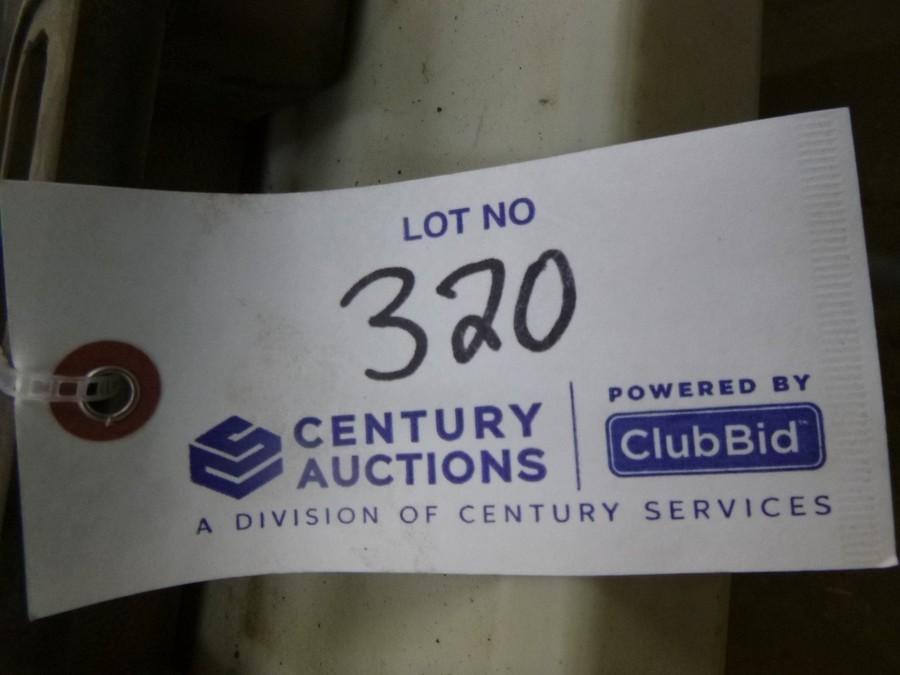 LOT NO
320
CENTURY
AUCTIONS
A DIVISION OF CENTURY SERVICES
POWERED BY
ClubBid™